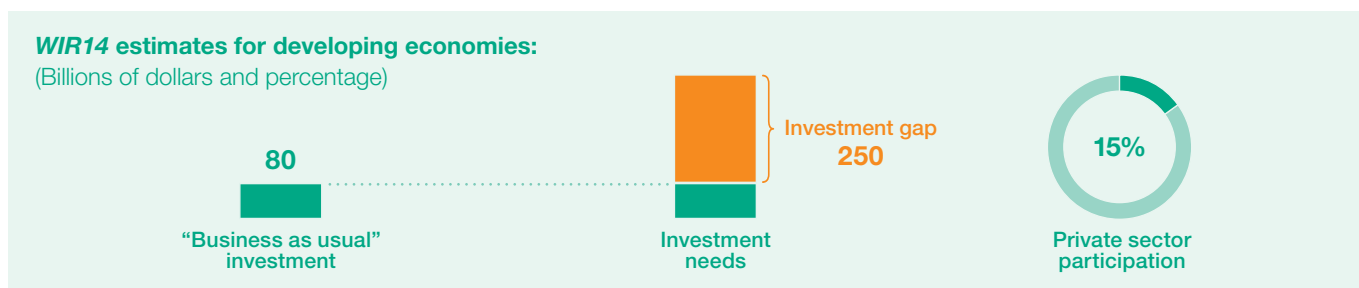 WIR14 estimates for developing economies:
(Billions of dollars and percentage)
80
Investment gap
250
15%
“Business as usual”
investment
Investment
needs
Private sector
participation